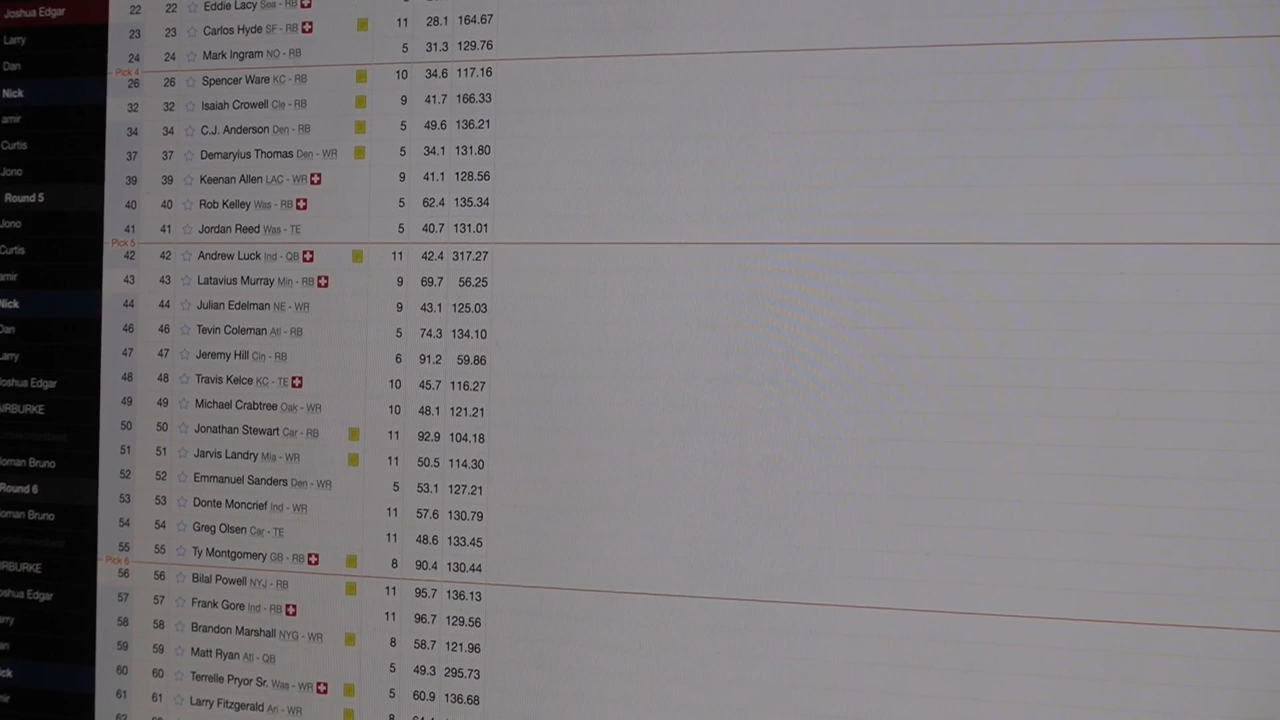 Joshua Edgar
Larry
Dan
Nick
amir
Curtis
Jono
Round 5
Jono
Curtis
amir
Nick
Dan
Larry
Joshua Edgar
IRBURKE
Roman Bruno
Round 6
Roman Bruno
IRBURKE
oshua Edgar
22 22 Eddie Lacy Sea - RB
23 23 Carlos Hyde SF - RB 11 28.1 164.67
24 24 Mark Ingram NO - RB 5 31.3 129.76
Pick 4
26 26 Spencer Ware KC - RB 10 34.6 117.16
32 32 Isaiah Crowell Cle - RB 9 41.7 166.33
34 34 C.J. Anderson Den - RB 5 49.6 136.21
37 37 Demaryius Thomas Den - WR 5 34.1 131.80
39 39 Keenan Allen LAC - WR 9 41.1 128.56
40 40 Rob Kelley Was - RB 5 62.4 135.34
41 41 Jordan Reed Was - TE 5 40.7 131.01
Pick 5
42 42 Andrew Luck Ind - QB 11 42.4 317.27
43 43 Latavius Murray Min - RB 9 69.7 56.25
44 44 Julian Edelman NE - WR 9 43.1 125.03
46 46 Tevin Coleman Atl - RB 5 74.3 134.10
47 47 Jeremy Hill Cin - RB 6 91.2 59.86
48 48 Travis Kelce KC - TE 10 45.7 116.27
49 49 Michael Crabtree Oak - WR 10 48.1 121.21
50 50 Jonathan Stewart Car - RB 11 92.9 104.18
51 51 Jarvis Landry Mia - WR 11 50.5 114.30
52 52 Emmanuel Sanders Den - WR 5 53.1 127.21
53 53 Donte Moncrief Ind - WR 11 57.6 130.79
54 54 Greg Olsen Car - TE 11 48.6 133.45
55 55 Ty Montgomery GB - RB 8 90.4 130.44
Pick 6
56 56 Bilal Powell NYJ - RB 11 95.7 136.13
57 57 Frank Gore Ind - RB 11 96.7 129.56
58 58 Brandon Marshall NYG - WR 8 58.7 121.96
59 59 Matt Ryan Atl - QB 5 49.3 295.73
60 60 Terrelle Pryor Sr. Was - WR 5 60.9 136.68
61 61 Larry Fitzgerald Ari - WR
62